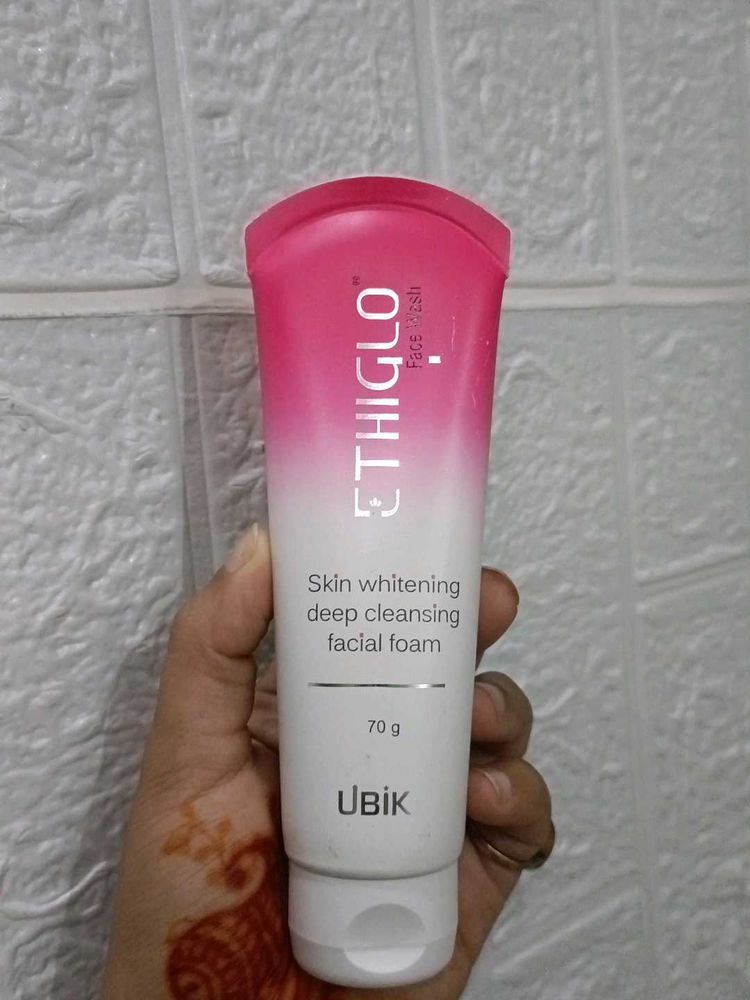 ETHIGLO®
Face Wash
Skin whitening
deep cleansing
facial foam
70 g
UBiK